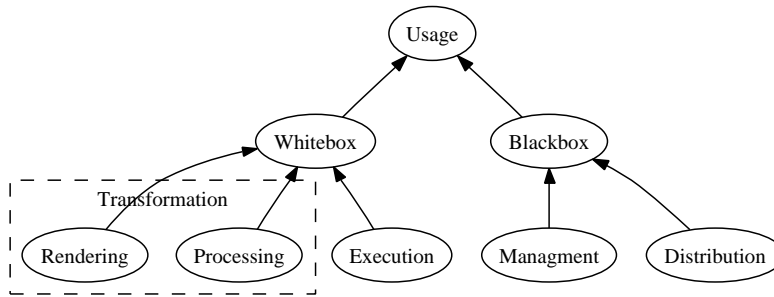 Usage
Whitebox
Blackbox
Transformation
Rendering
Processing
Execution
Managment
Distribution